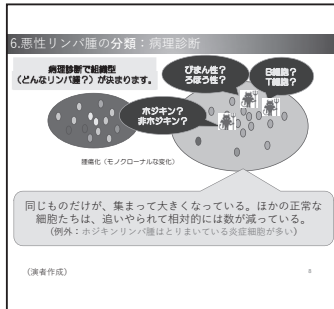 6.悪性リンパ腫の分類：病理診断
病理診断で組織型
（どんなリンパ腫？）が決まります。
びまん性？
ろほう性？
B細胞？
T細胞？
ホジキン？
非ホジキン？
腫瘍化（モノクローナルな変化）
同じものだけが、集まって大きくなっている。ほかの正常な
細胞たちは、追いやられて相対的には数が減っている。
（例外：ホジキンリンパ腫はとりまいている炎症細胞が多い）
（演者作成）
6